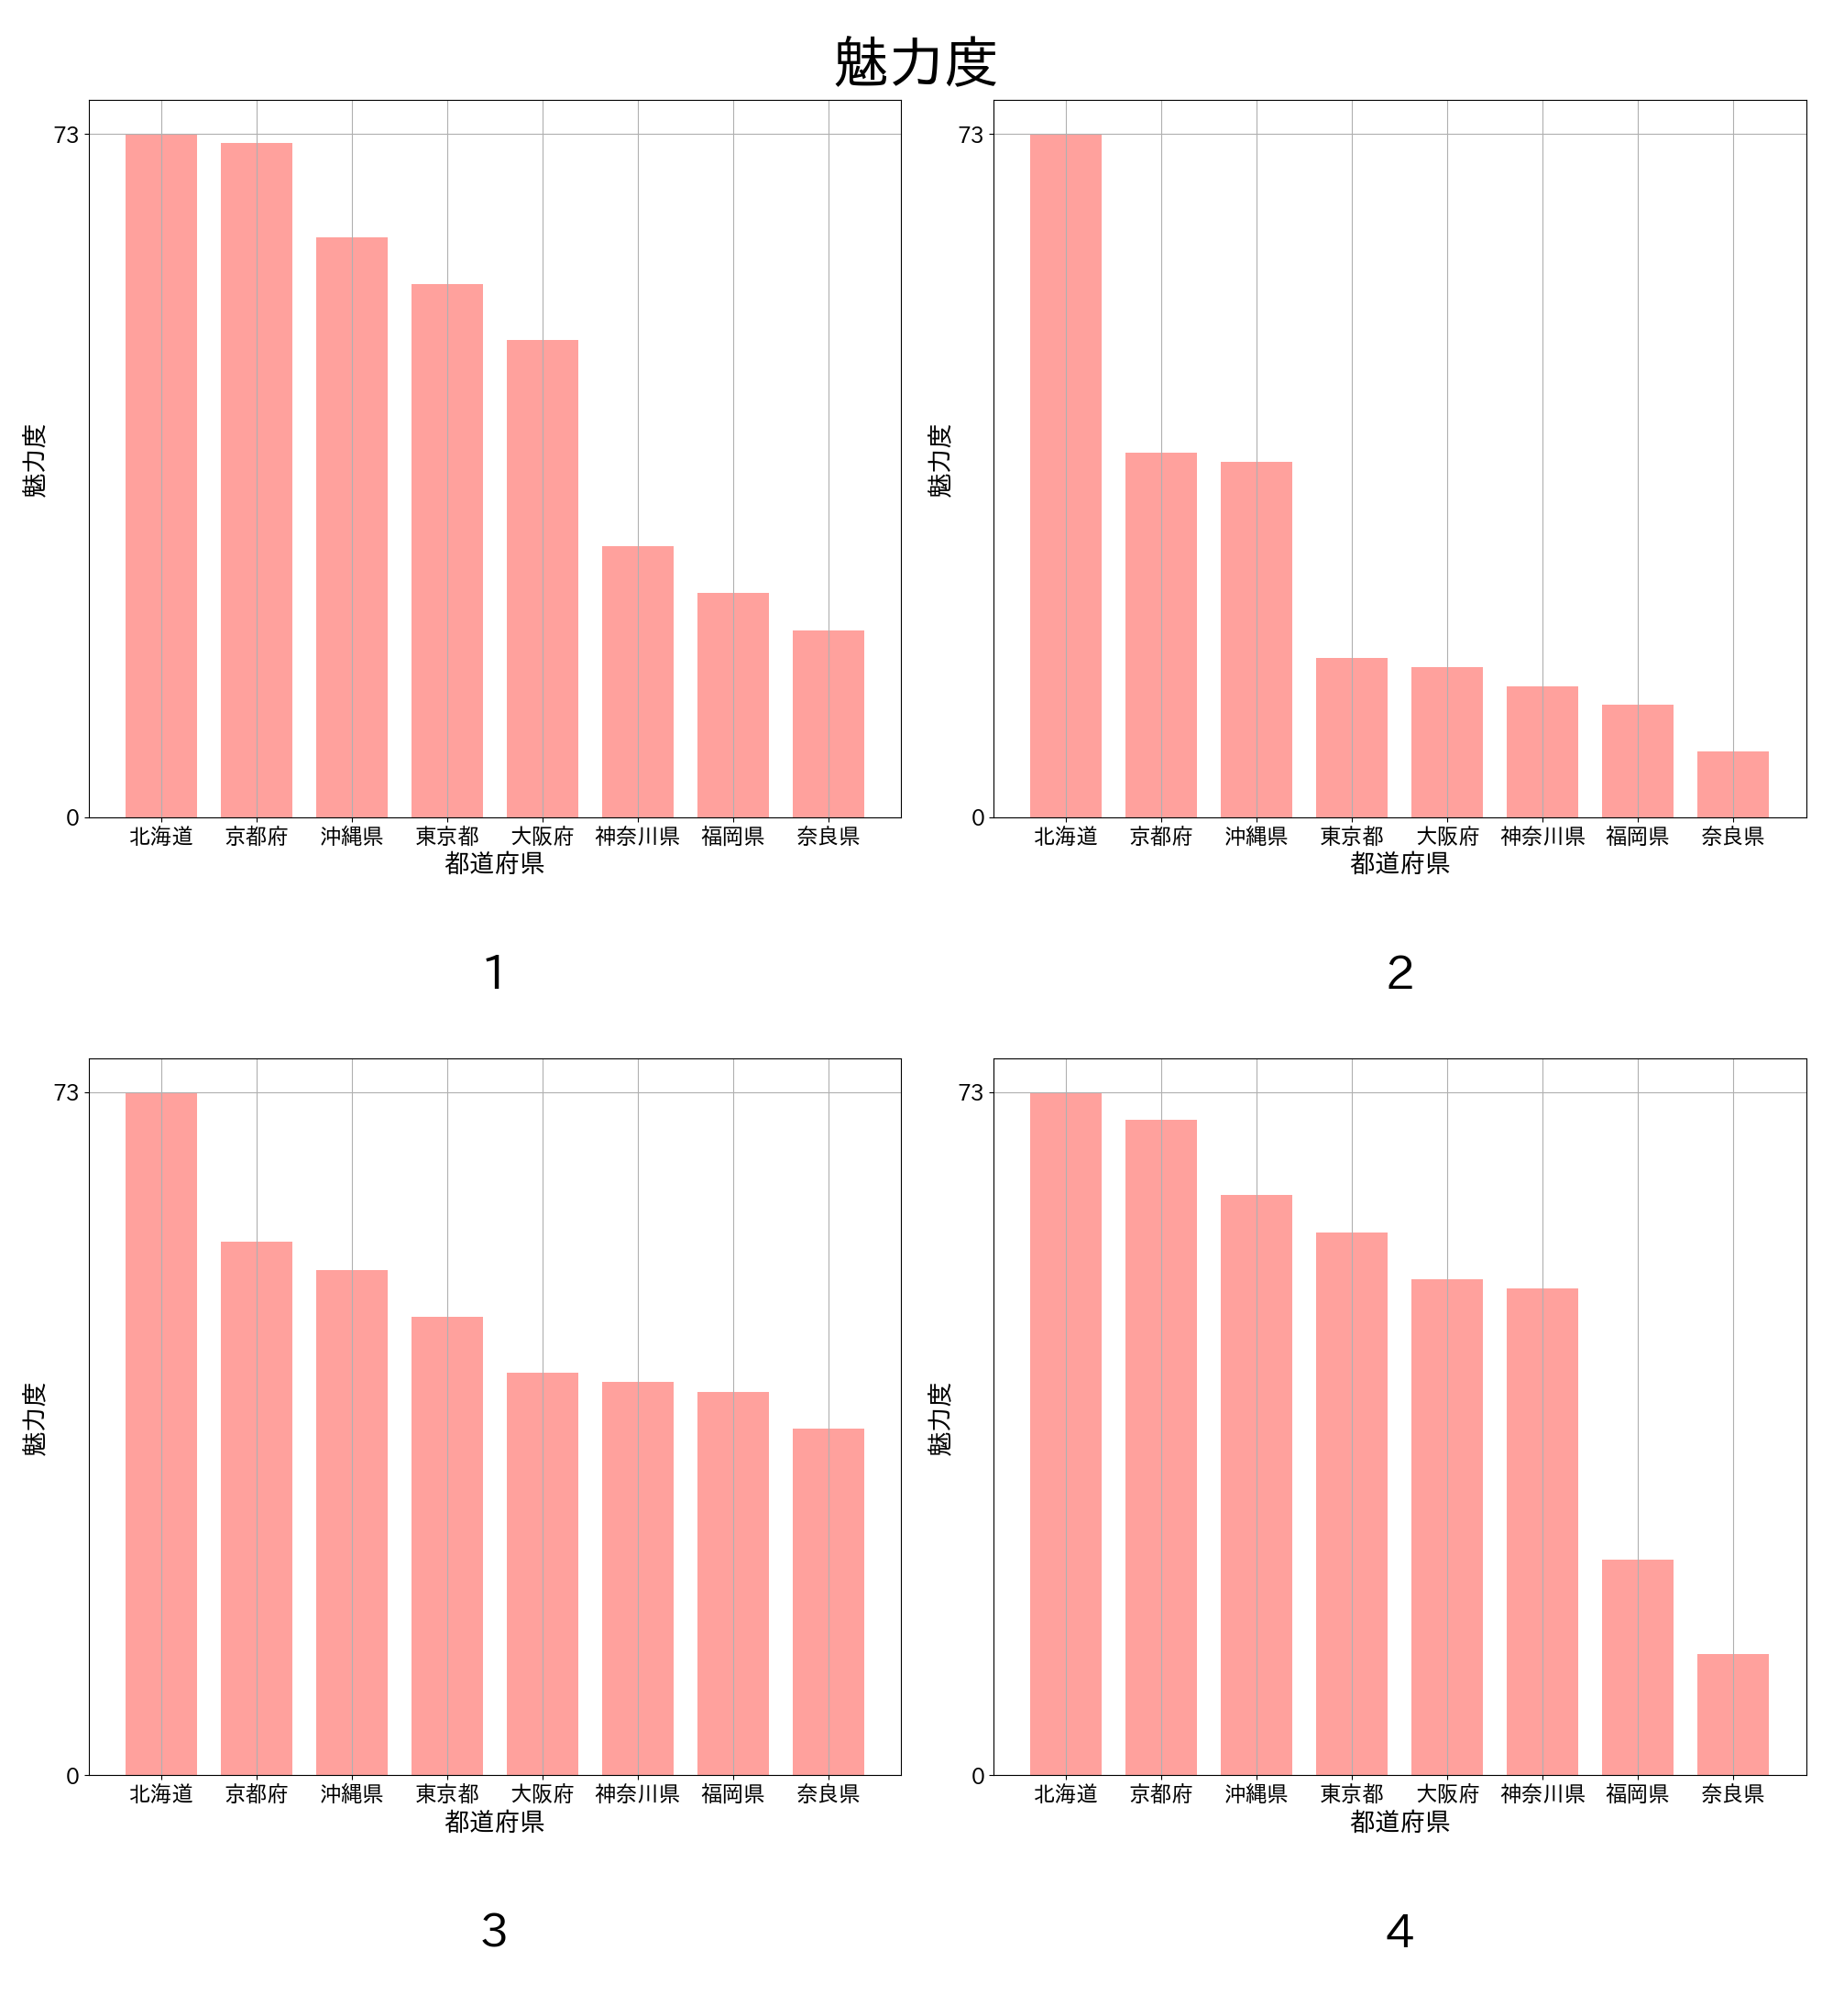 魅力度
73
魅力度
0
北海道 京都府 沖縄県 東京都 大阪府 神奈川県 福岡県 奈良県
都道府県
1
73
魅力度
0
北海道 京都府 沖縄県 東京都 大阪府 神奈川県 福岡県 奈良県
都道府県
2
73
魅力度
0
北海道 京都府 沖縄県 東京都 大阪府 神奈川県 福岡県 奈良県
都道府県
3
73
魅力度
0
北海道 京都府 沖縄県 東京都 大阪府 神奈川県 福岡県 奈良県
都道府県
4